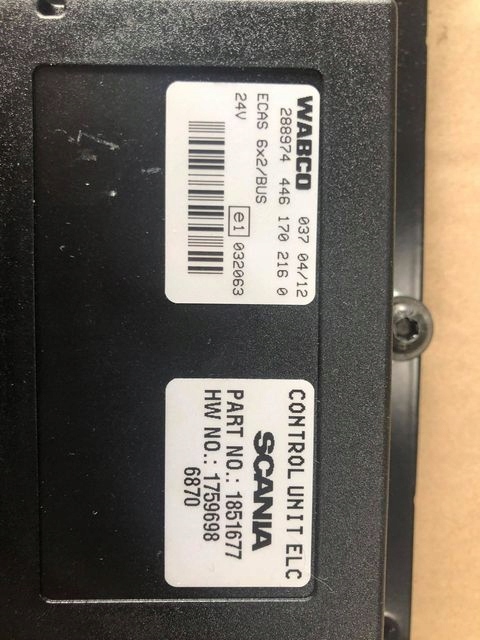 WABCO 037 04/12
288974 446 170 216 0
ECAS 6x2/BUS
24V
e1 032063
CONTROL UNIT ELC
SCANIA
PART NO.: 1851677
HW NO.: 1759698
6870